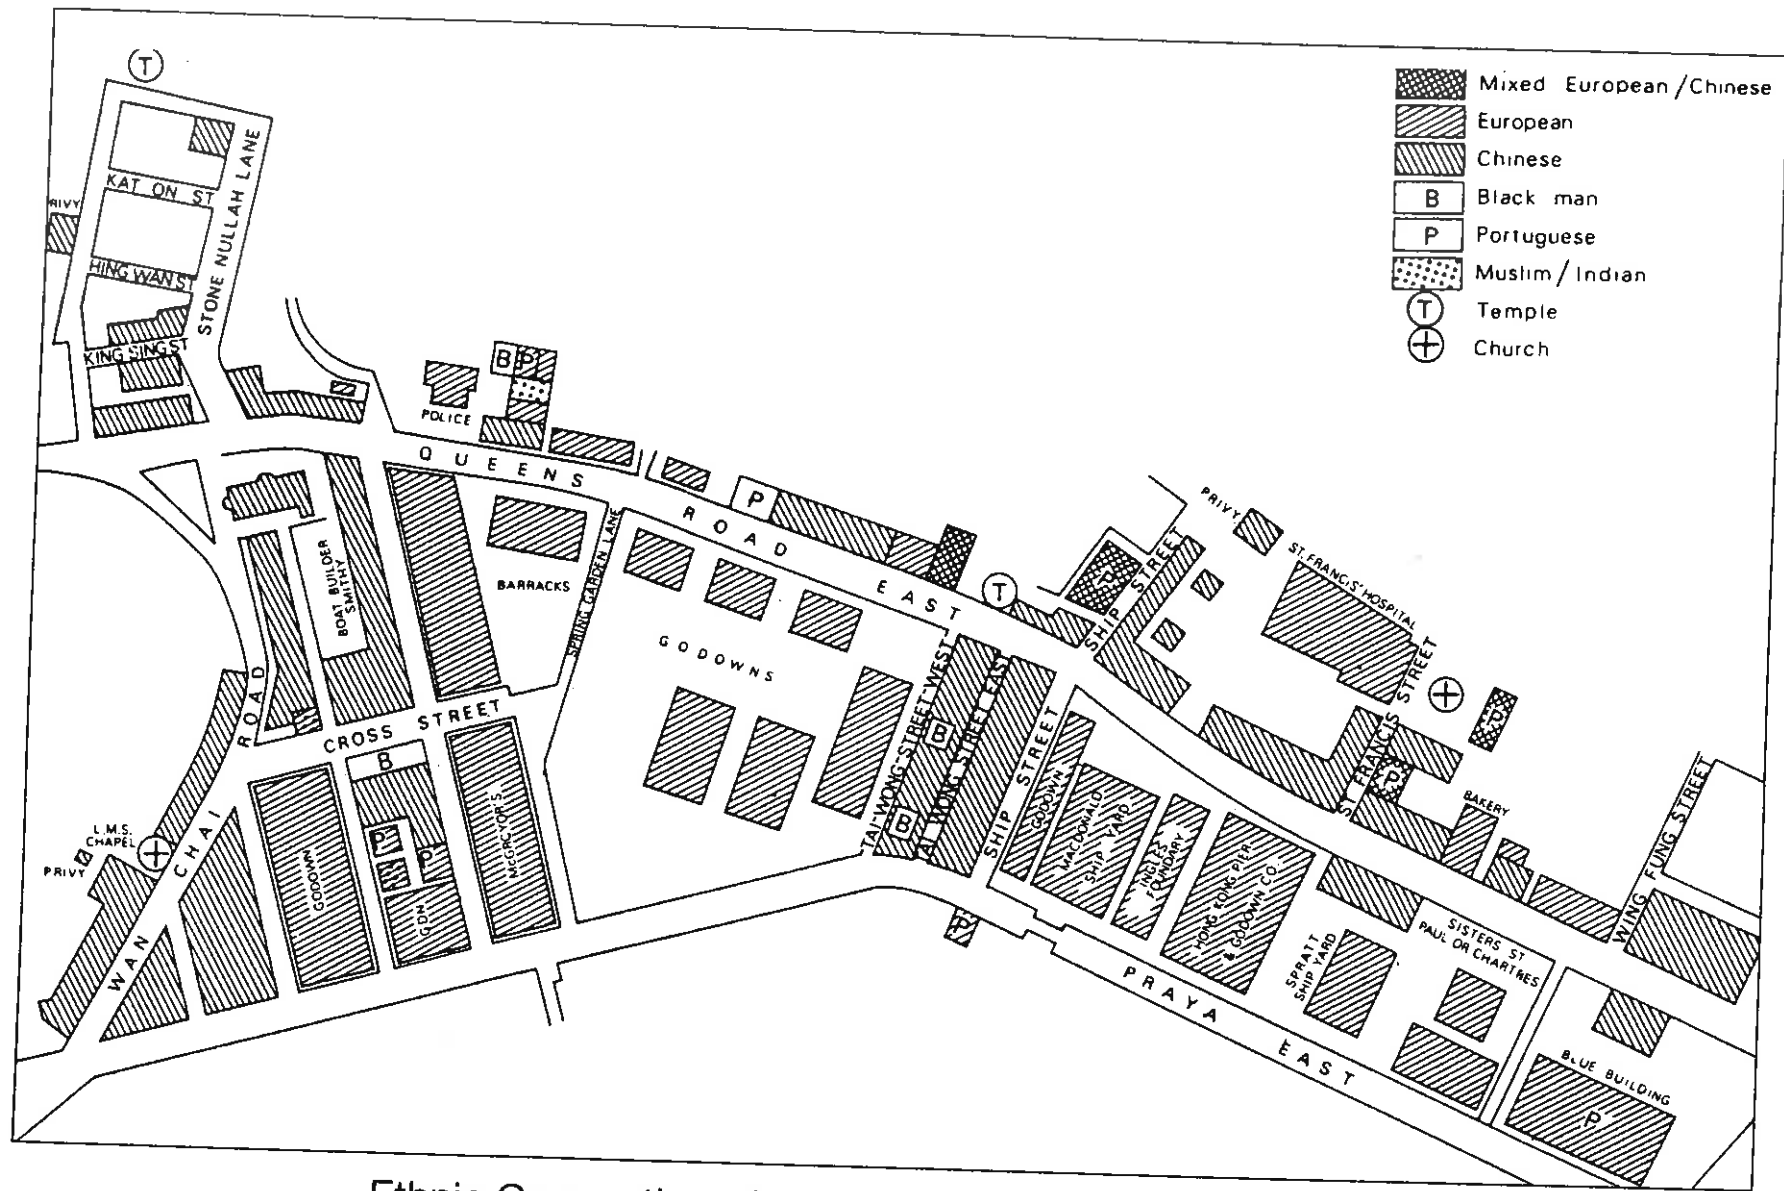 Mixed European/Chinese
European
Chinese
B Black man
P Portuguese
Muslim/Indian
T Temple
Church
T
KAT ON ST
RIVY
HING WAN ST
STONE NULLAH LANE
KING SING ST
B P
POLICE
QUEENS ROAD EAST
BARRACKS
SPRING GARDEN LANE
BOAT BUILDER
SMITHY
P
GODOWNS
T
P
SHIP STREET
PRIVY
ST. FRANCIS' HOSPITAL
ST FRANCIS STREET
P
P
BAKERY
WING FUNG STREET
CROSS STREET
B
WAN CHAI ROAD
L.M.S.
CHAPEL
PRIVY
GODOWN
P
P
GDN
MCGREYOR'S
TAI WONG STREET WEST
B
B
TAI WONG STREET EAST
SHIP STREET
GODOWN
MACDONALD
SHIP YARD
INGLES
FOUNDARY
HONG KONG PIER
& GODOWN CO.
P
SPRATT
SHIP YARD
SISTERS ST
PAUL OR CHARTRES
PRAYA EAST
BLUE BUILDING
P